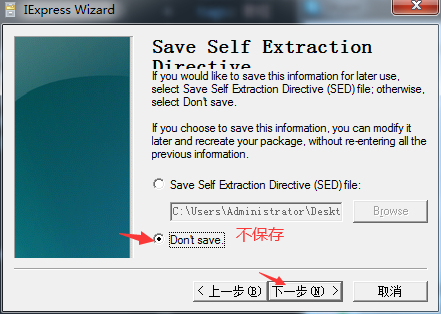 IExpress Wizard
Save Self Extraction
Directive
If you would like to save this information for later use,
select Save Self Extraction Directive (SED) file; otherwise,
select Don't save.
If you choose to save this information, you can modify it
later and recreate your package, without re-entering all the
previous information.
Save Self Extraction Directive (SED) file:
C:\Users\Administrator\Deskt
Browse
Don't save.
不保存
< 上一步(B)
下一步(N) >
取消